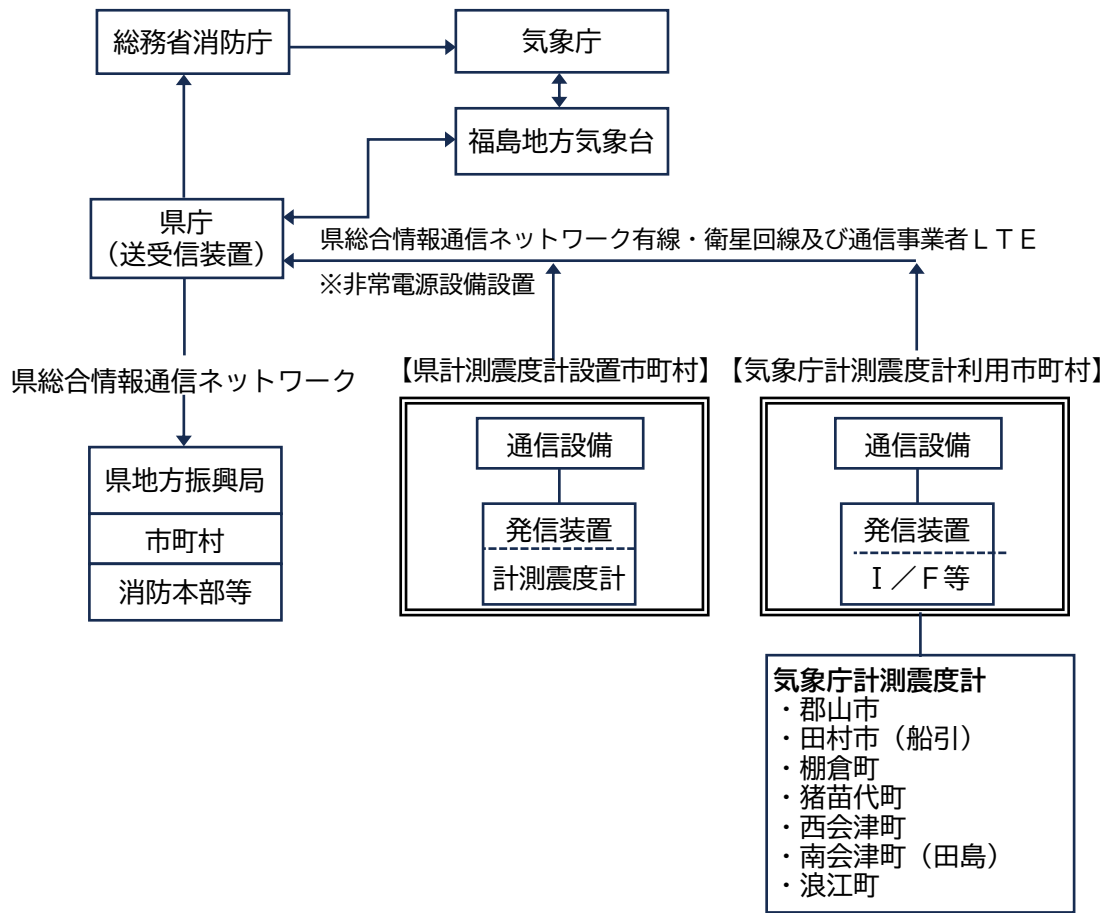 総務省消防庁
気象庁
福島地方気象台
県庁
（送受信装置）
県総合情報通信ネットワーク有線・衛星回線及び通信事業者ＬＴＥ
※非常電源設備設置
県総合情報通信ネットワーク
【県計測震度計設置市町村】
【気象庁計測震度計利用市町村】
県地方振興局
市町村
消防本部等
通信設備
発信装置
計測震度計
通信設備
発信装置
Ｉ／Ｆ等
気象庁計測震度計
・郡山市
・田村市（船引）
・棚倉町
・猪苗代町
・西会津町
・南会津町（田島）
・浪江町